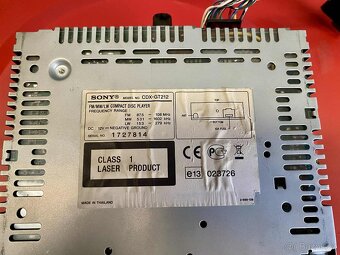 SONY® MODEL NO. CDX-GT212
FM/MW/LW COMPACT DISC PLAYER
FREQUENCY RANGE
FM 87.5 - 108 MHz
MW 531 - 1602 kHz
LW 153 - 279 kHz
DC 12V ⎓ NEGATIVE GROUND
SERIAL NO. 1727814
TOP
BOTTOM
CLASS 1
LASER PRODUCT
CE
e13 023726
MADE IN THAILAND